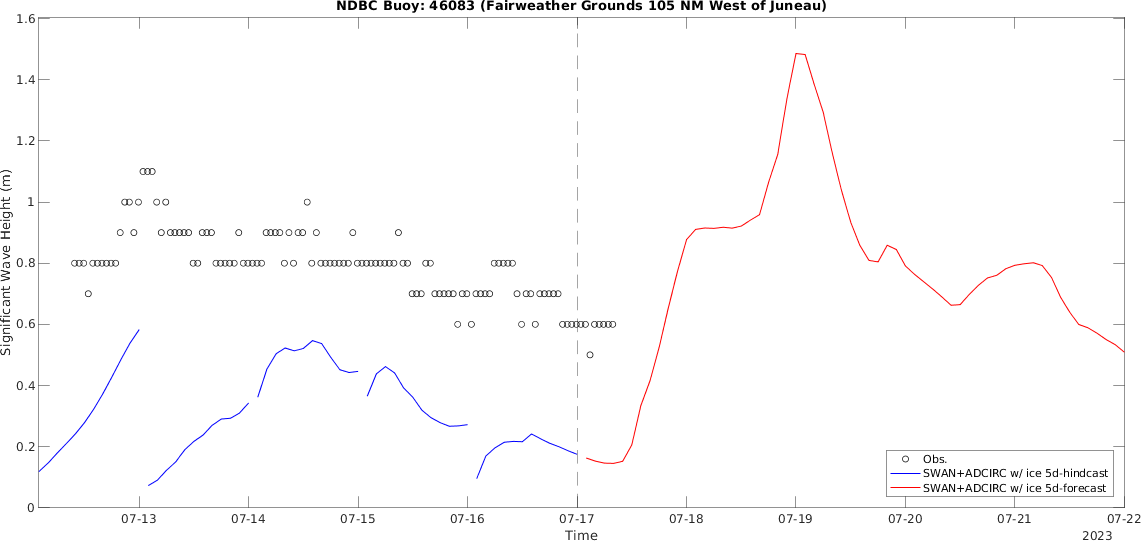 NDBC Buoy: 46083 (Fairweather Grounds 105 NM West of Juneau)
1.6
1.4
1.2
1
0.8
0.6
0.4
0.2
0
Significant Wave Height (m)
Obs.
SWAN+ADCIRC w/ ice 5d-hindcast
SWAN+ADCIRC w/ ice 5d-forecast
07-13 07-14 07-15 07-16 07-17 07-18 07-19 07-20 07-21 07-22
Time
2023